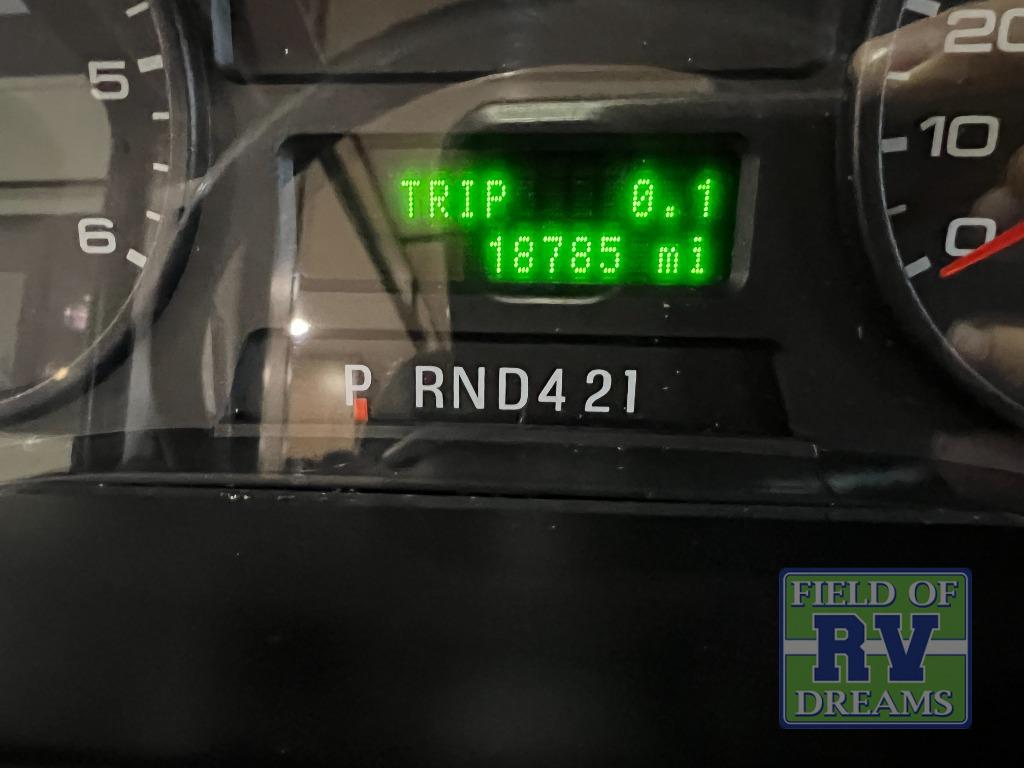 5
6
TRIP 0.1
18785 mi
20
10
0
P RND421
FIELD OF
RV
DREAMS